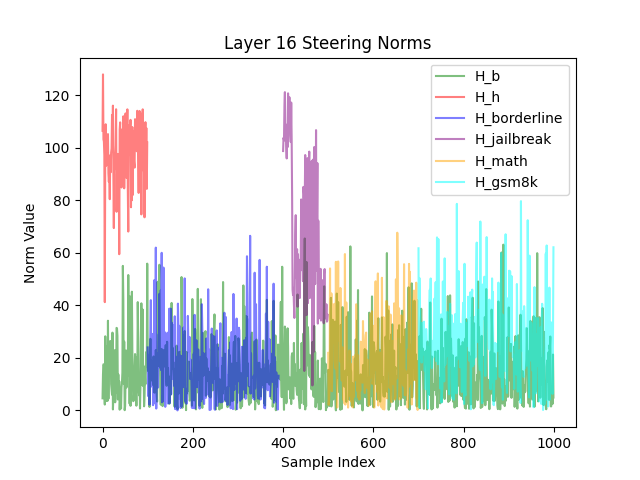 Layer 16 Steering Norms
H_b
H_h
H_borderline
H_jailbreak
H_math
H_gsm8k
120
100
80
60
40
20
0
Norm Value
0
200
400
600
800
1000
Sample Index